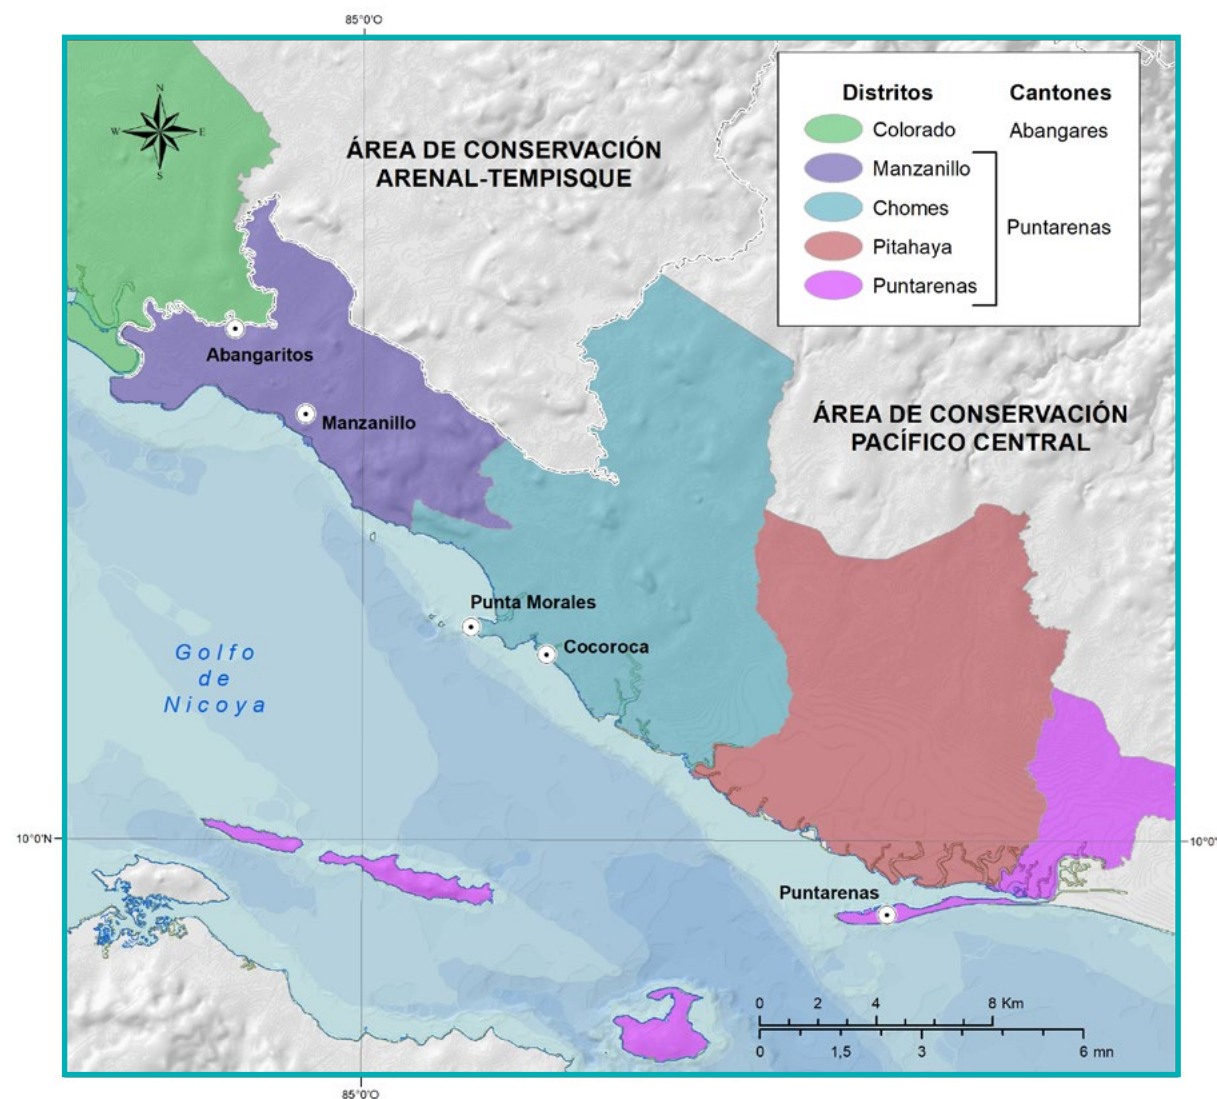 85°0'O
N
W E
S
ÁREA DE CONSERVACIÓN
ARENAL-TEMPISQUE
Distritos Cantones
Colorado Abangares
Manzanillo
Chomes
Puntarenas
Pitahaya
Puntarenas
Abangaritos
Manzanillo
ÁREA DE CONSERVACIÓN
PACÍFICO CENTRAL
Punta Morales
Cocoroca
Golfo
de
Nicoya
10°0'N
10°0'
Puntarenas
0 2 4 8 Km
0 1,5 3 6 mn
85°0'O